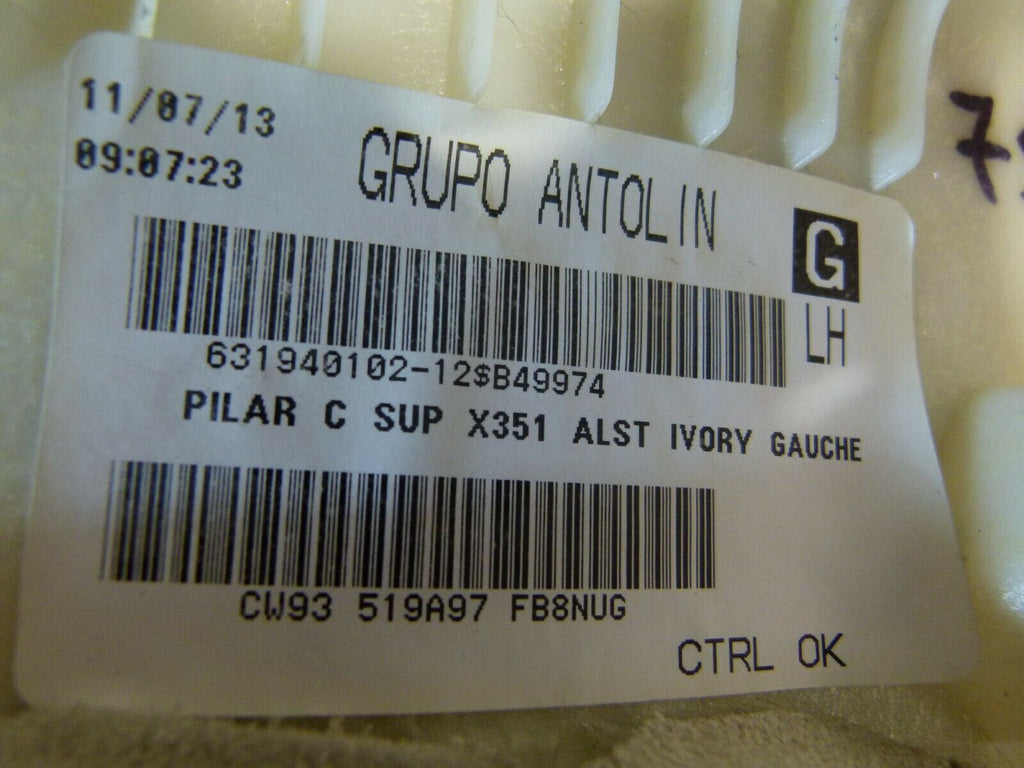 11/07/13
09:07:23
GRUPO ANTOLIN
G
LH
631940102-12$B49974
PILAR C SUP X351 ALST IVORY GAUCHE
CW93 519A97 FB8NUG
CTRL OK